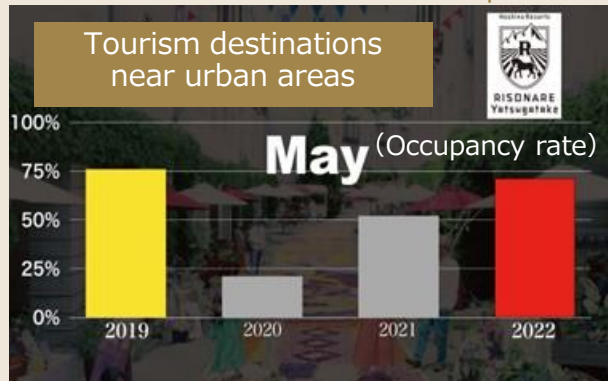 Tourism destinations
near urban areas
Hoshino Resorts
R
RISONARE
Yatsugatake
May (Occupancy rate)
100%
75%
50%
25%
0%
2019 2020 2021 2022